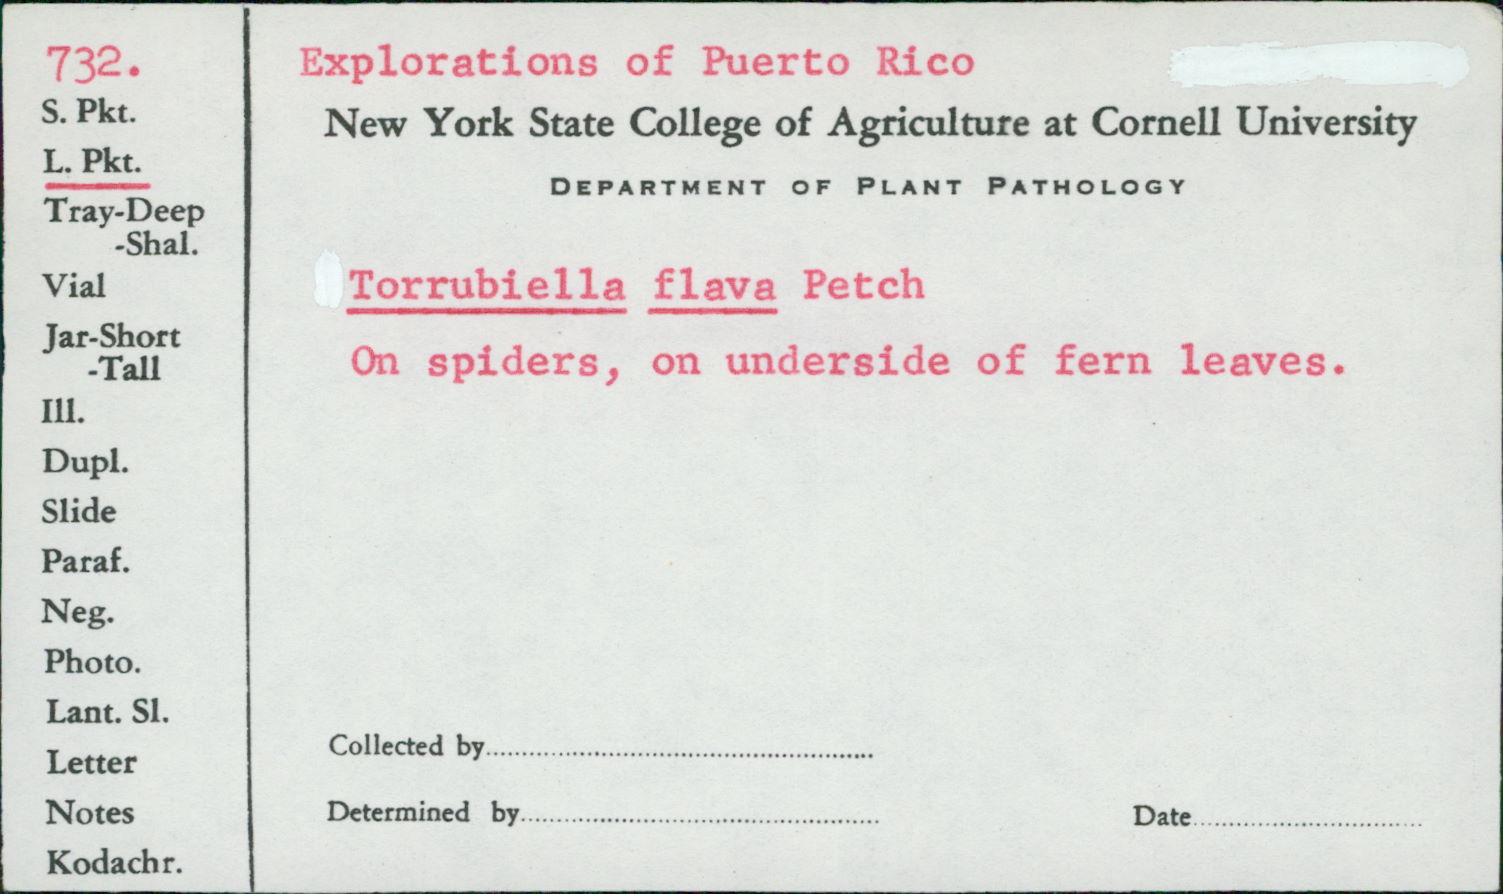 732.
S. Pkt.
L. Pkt.
Tray-Deep
-Shal.
Vial
Jar-Short
-Tall
Ill.
Dupl.
Slide
Paraf.
Neg.
Photo.
Lant. Sl.
Letter
Notes
Kodachr.
Explorations of Puerto Rico
New York State College of Agriculture at Cornell University
DEPARTMENT OF PLANT PATHOLOGY
Torrubiella flava Petch
On spiders, on underside of fern leaves.
Collected by
Determined by
Date